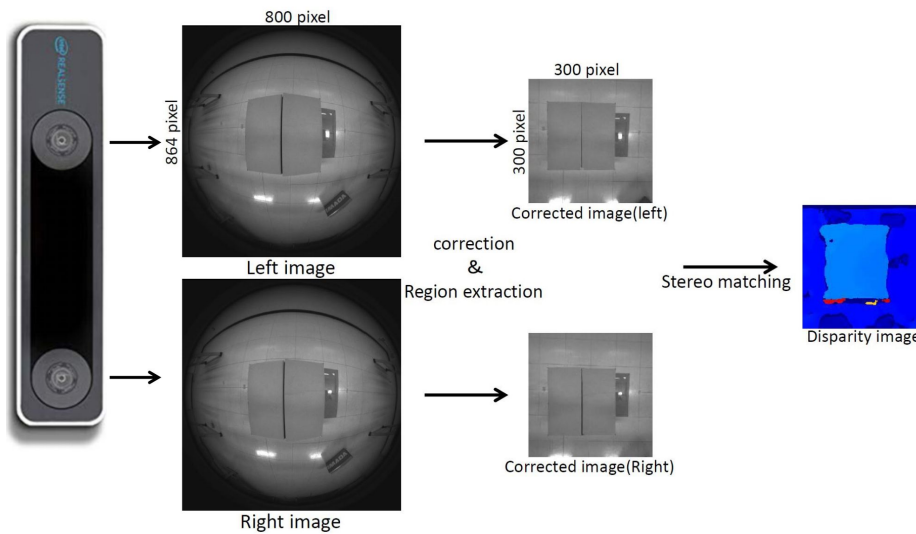 800 pixel
864 pixel
REALSENSE
Left image
300 pixel
300 pixel
Corrected image(left)
correction
&
Region extraction
Stereo matching
Disparity image
Corrected image(Right)
Right image